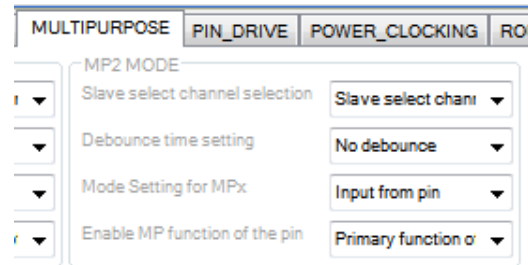 MULTIPURPOSE PIN_DRIVE POWER_CLOCKING
MP2 MODE
Slave select channel selection Slave select
Debounce time setting No debounce
Mode Setting for MPx Input from pin
Enable MP function of the pin Primary function